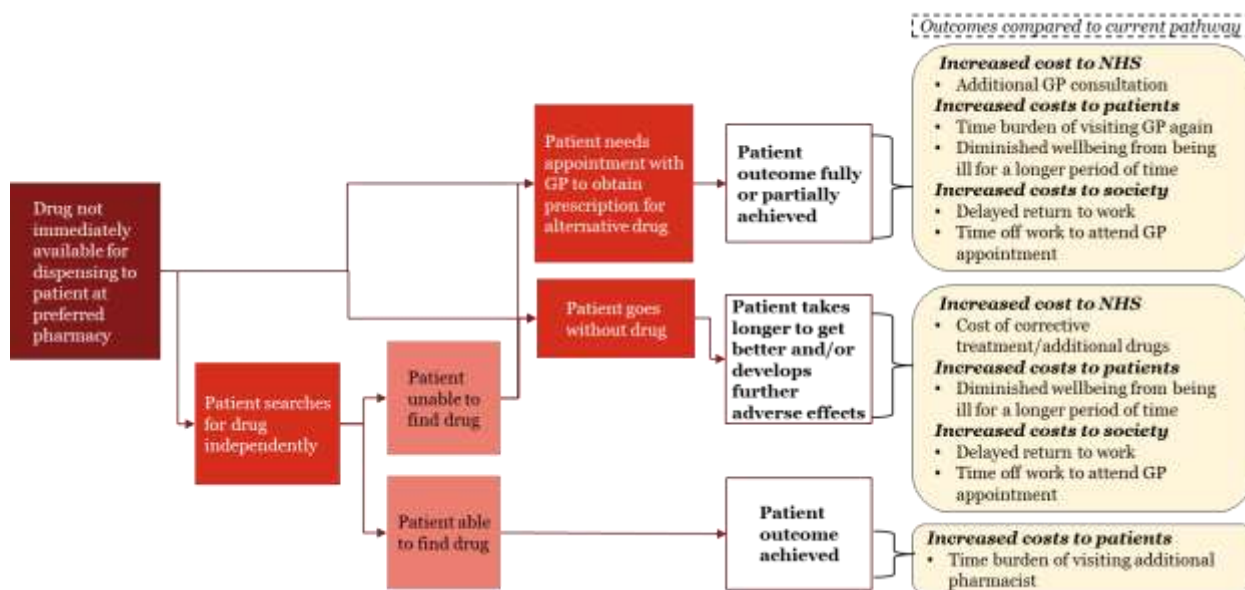 Outcomes compared to current pathway
Drug not
immediately
available for
dispensing to
patient at
preferred
pharmacy
Patient searches
for drug
independently
Patient
unable to find
drug
Patient able
to find drug
Patient needs
appointment with
GP to obtain
prescription for
alternative drug
Patient goes
without drug
Patient
outcome fully
or partially
achieved
Patient takes
longer to get
better and/or
develops
further
adverse effects
Patient
outcome
achieved
Increased cost to NHS
• Additional GP consultation
Increased costs to patients
• Time burden of visiting GP again
• Diminished wellbeing from being
ill for a longer period of time
Increased costs to society
• Delayed return to work
• Time off work to attend GP
appointment
Increased cost to NHS
• Cost of corrective
treatment/additional drugs
Increased costs to patients
• Diminished wellbeing from being
ill for a longer period of time
Increased costs to society
• Delayed return to work
• Time off work to attend GP
appointment
Increased costs to patients
• Time burden of visiting additional
pharmacist